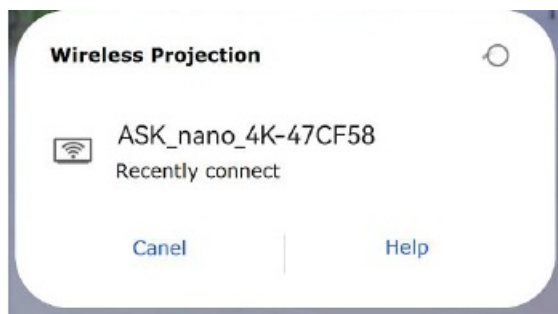 Wireless Projection
ASK_nano_4K-47CF58
Recently connect
Canel
Help